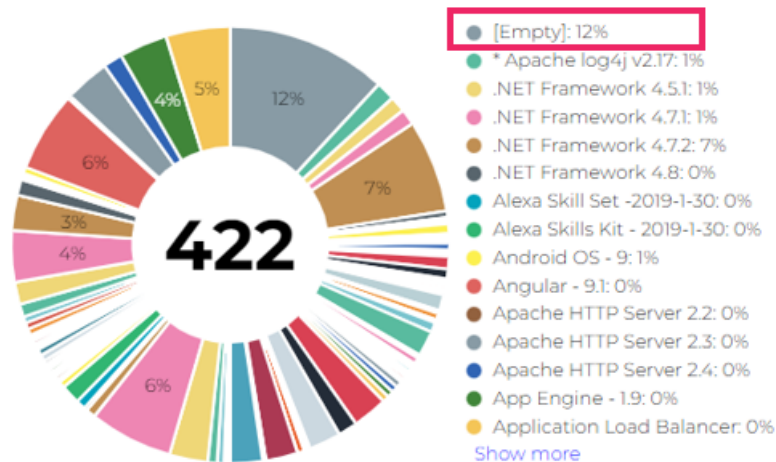 5%
4%
12%
6%
7%
3%
4%
422
6%
[Empty]: 12%
* Apache log4j v2.17: 1%
.NET Framework 4.5.1: 1%
.NET Framework 4.7.1: 1%
.NET Framework 4.7.2: 7%
.NET Framework 4.8: 0%
Alexa Skill Set -2019-1-30: 0%
Alexa Skills Kit - 2019-1-30: 0%
Android OS - 9: 1%
Angular - 9.1: 0%
Apache HTTP Server 2.2: 0%
Apache HTTP Server 2.3: 0%
Apache HTTP Server 2.4: 0%
App Engine - 1.9: 0%
Application Load Balancer: 0%
Show more